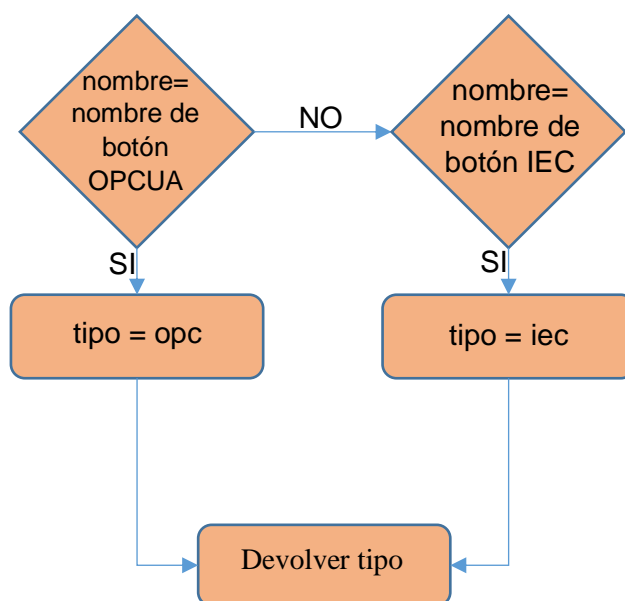 nombre=
nombre de
botón
OPCUA
NO
nombre=
nombre de
botón IEC
SI
SI
tipo = opc
tipo = iec
Devolver tipo